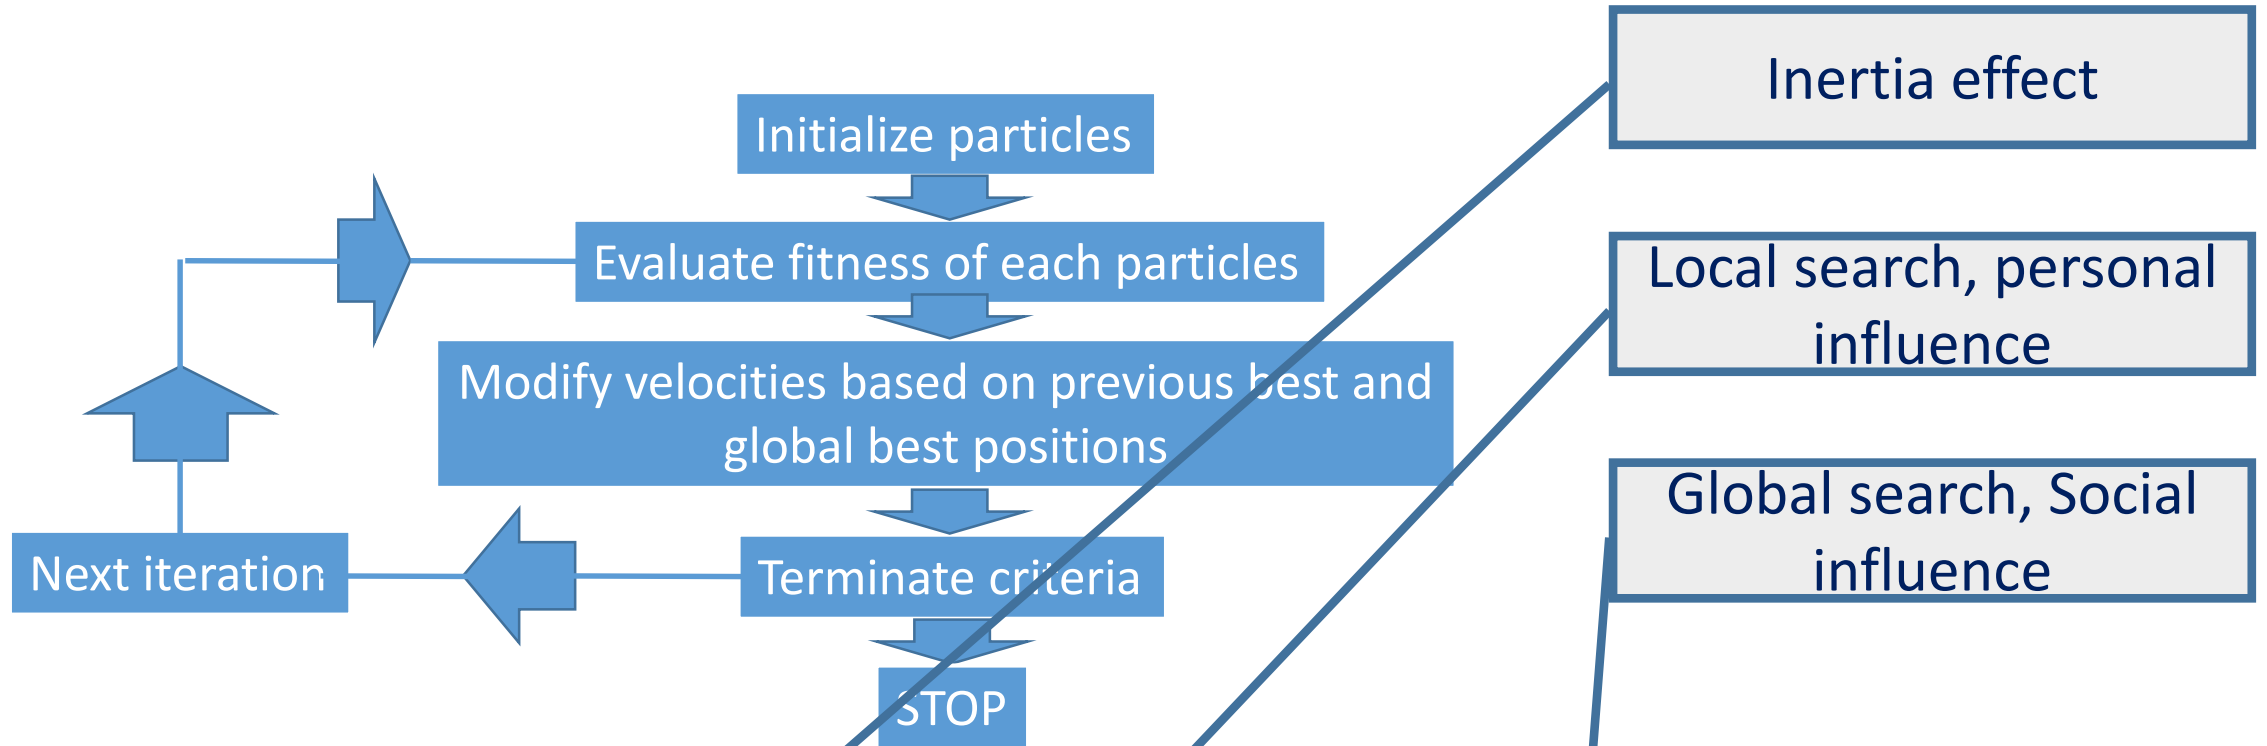 Inertia effect
Initialize particles
Evaluate fitness of each particles
Local search, personal
influence
Modify velocities based on previous best and
global best positions
Global search, Social
influence
Next iteration
Terminate criteria
STOP